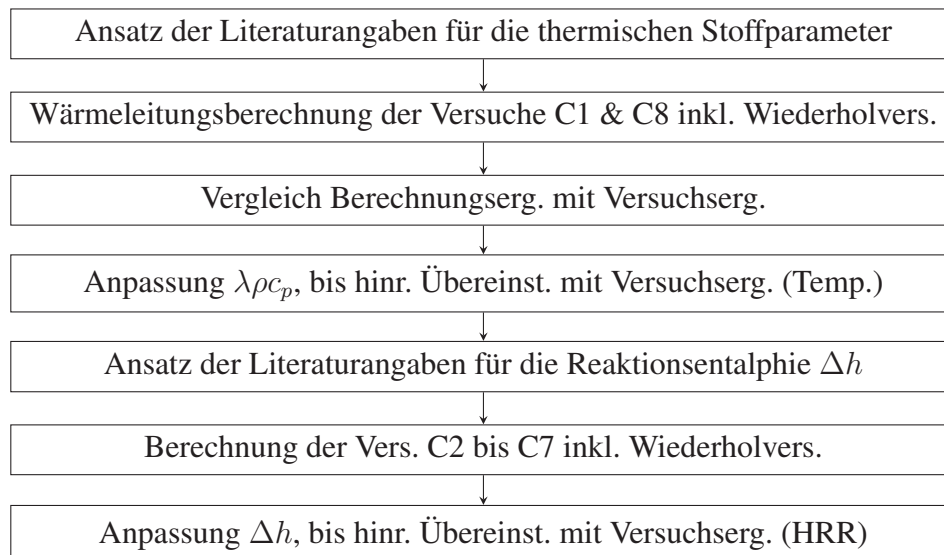 Ansatz der Literaturangaben für die thermischen Stoffparameter
Wärmeleitungsberechnung der Versuche C1 & C8 inkl. Wiederholvers.
Vergleich Berechnungserg. mit Versuchserg.
Anpassung λρc_p, bis hinr. Übereinst. mit Versuchserg. (Temp.)
Ansatz der Literaturangaben für die Reaktionsentalphie Δh
Berechnung der Vers. C2 bis C7 inkl. Wiederholvers.
Anpassung Δh, bis hinr. Übereinst. mit Versuchserg. (HRR)